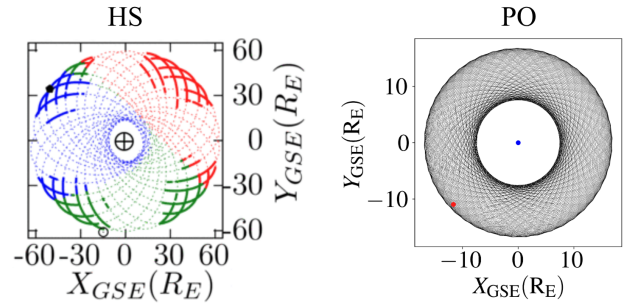 HS
PO
60
30
0
-30
-60
Y_GSE(R_E)
-60 -30 0 30 60
X_GSE(R_E)
10
0
−10
Y_GSE(R_E)
−10 0 10
X_GSE(R_E)